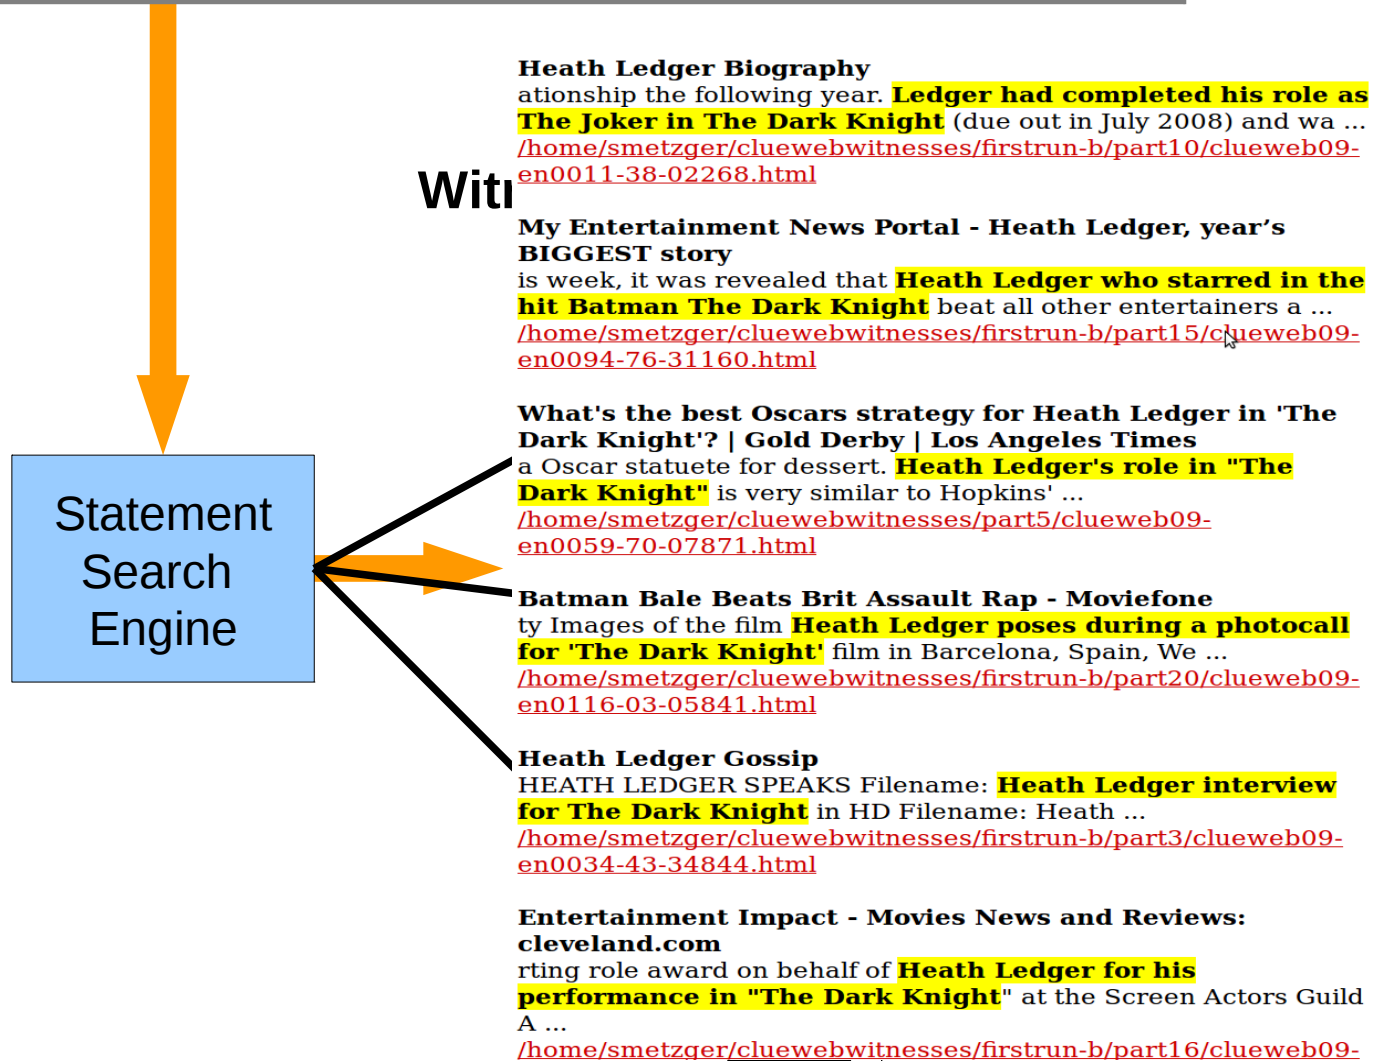 Heath Ledger Biography
ationship the following year. Ledger had completed his role as
The Joker in The Dark Knight (due out in July 2008) and wa ...
/home/smetzger/cluewebwitnesses/firstrun-b/part10/clueweb09-
en0011-38-02268.html
My Entertainment News Portal - Heath Ledger, year’s
BIGGEST story
is week, it was revealed that Heath Ledger who starred in the
hit Batman The Dark Knight beat all other entertainers a ...
/home/smetzger/cluewebwitnesses/firstrun-b/part15/clueweb09-
en0094-76-31160.html
What's the best Oscars strategy for Heath Ledger in 'The
Dark Knight'? | Gold Derby | Los Angeles Times
a Oscar statuete for dessert. Heath Ledger's role in "The
Dark Knight" is very similar to Hopkins' ...
/home/smetzger/cluewebwitnesses/part5/clueweb09-
en0059-70-07871.html
Statement
Search
Engine
Batman Bale Beats Brit Assault Rap - Moviefone
ty Images of the film Heath Ledger poses during a photocall
for 'The Dark Knight' film in Barcelona, Spain, We ...
/home/smetzger/cluewebwitnesses/firstrun-b/part20/clueweb09-
en0116-03-05841.html
Heath Ledger Gossip
HEATH LEDGER SPEAKS Filename: Heath Ledger interview
for The Dark Knight in HD Filename: Heath ...
/home/smetzger/cluewebwitnesses/firstrun-b/part3/clueweb09-
en0034-43-34844.html
Entertainment Impact - Movies News and Reviews:
cleveland.com
rting role award on behalf of Heath Ledger for his
performance in "The Dark Knight" at the Screen Actors Guild
A ...
/home/smetzger/cluewebwitnesses/firstrun-b/part16/clueweb09-